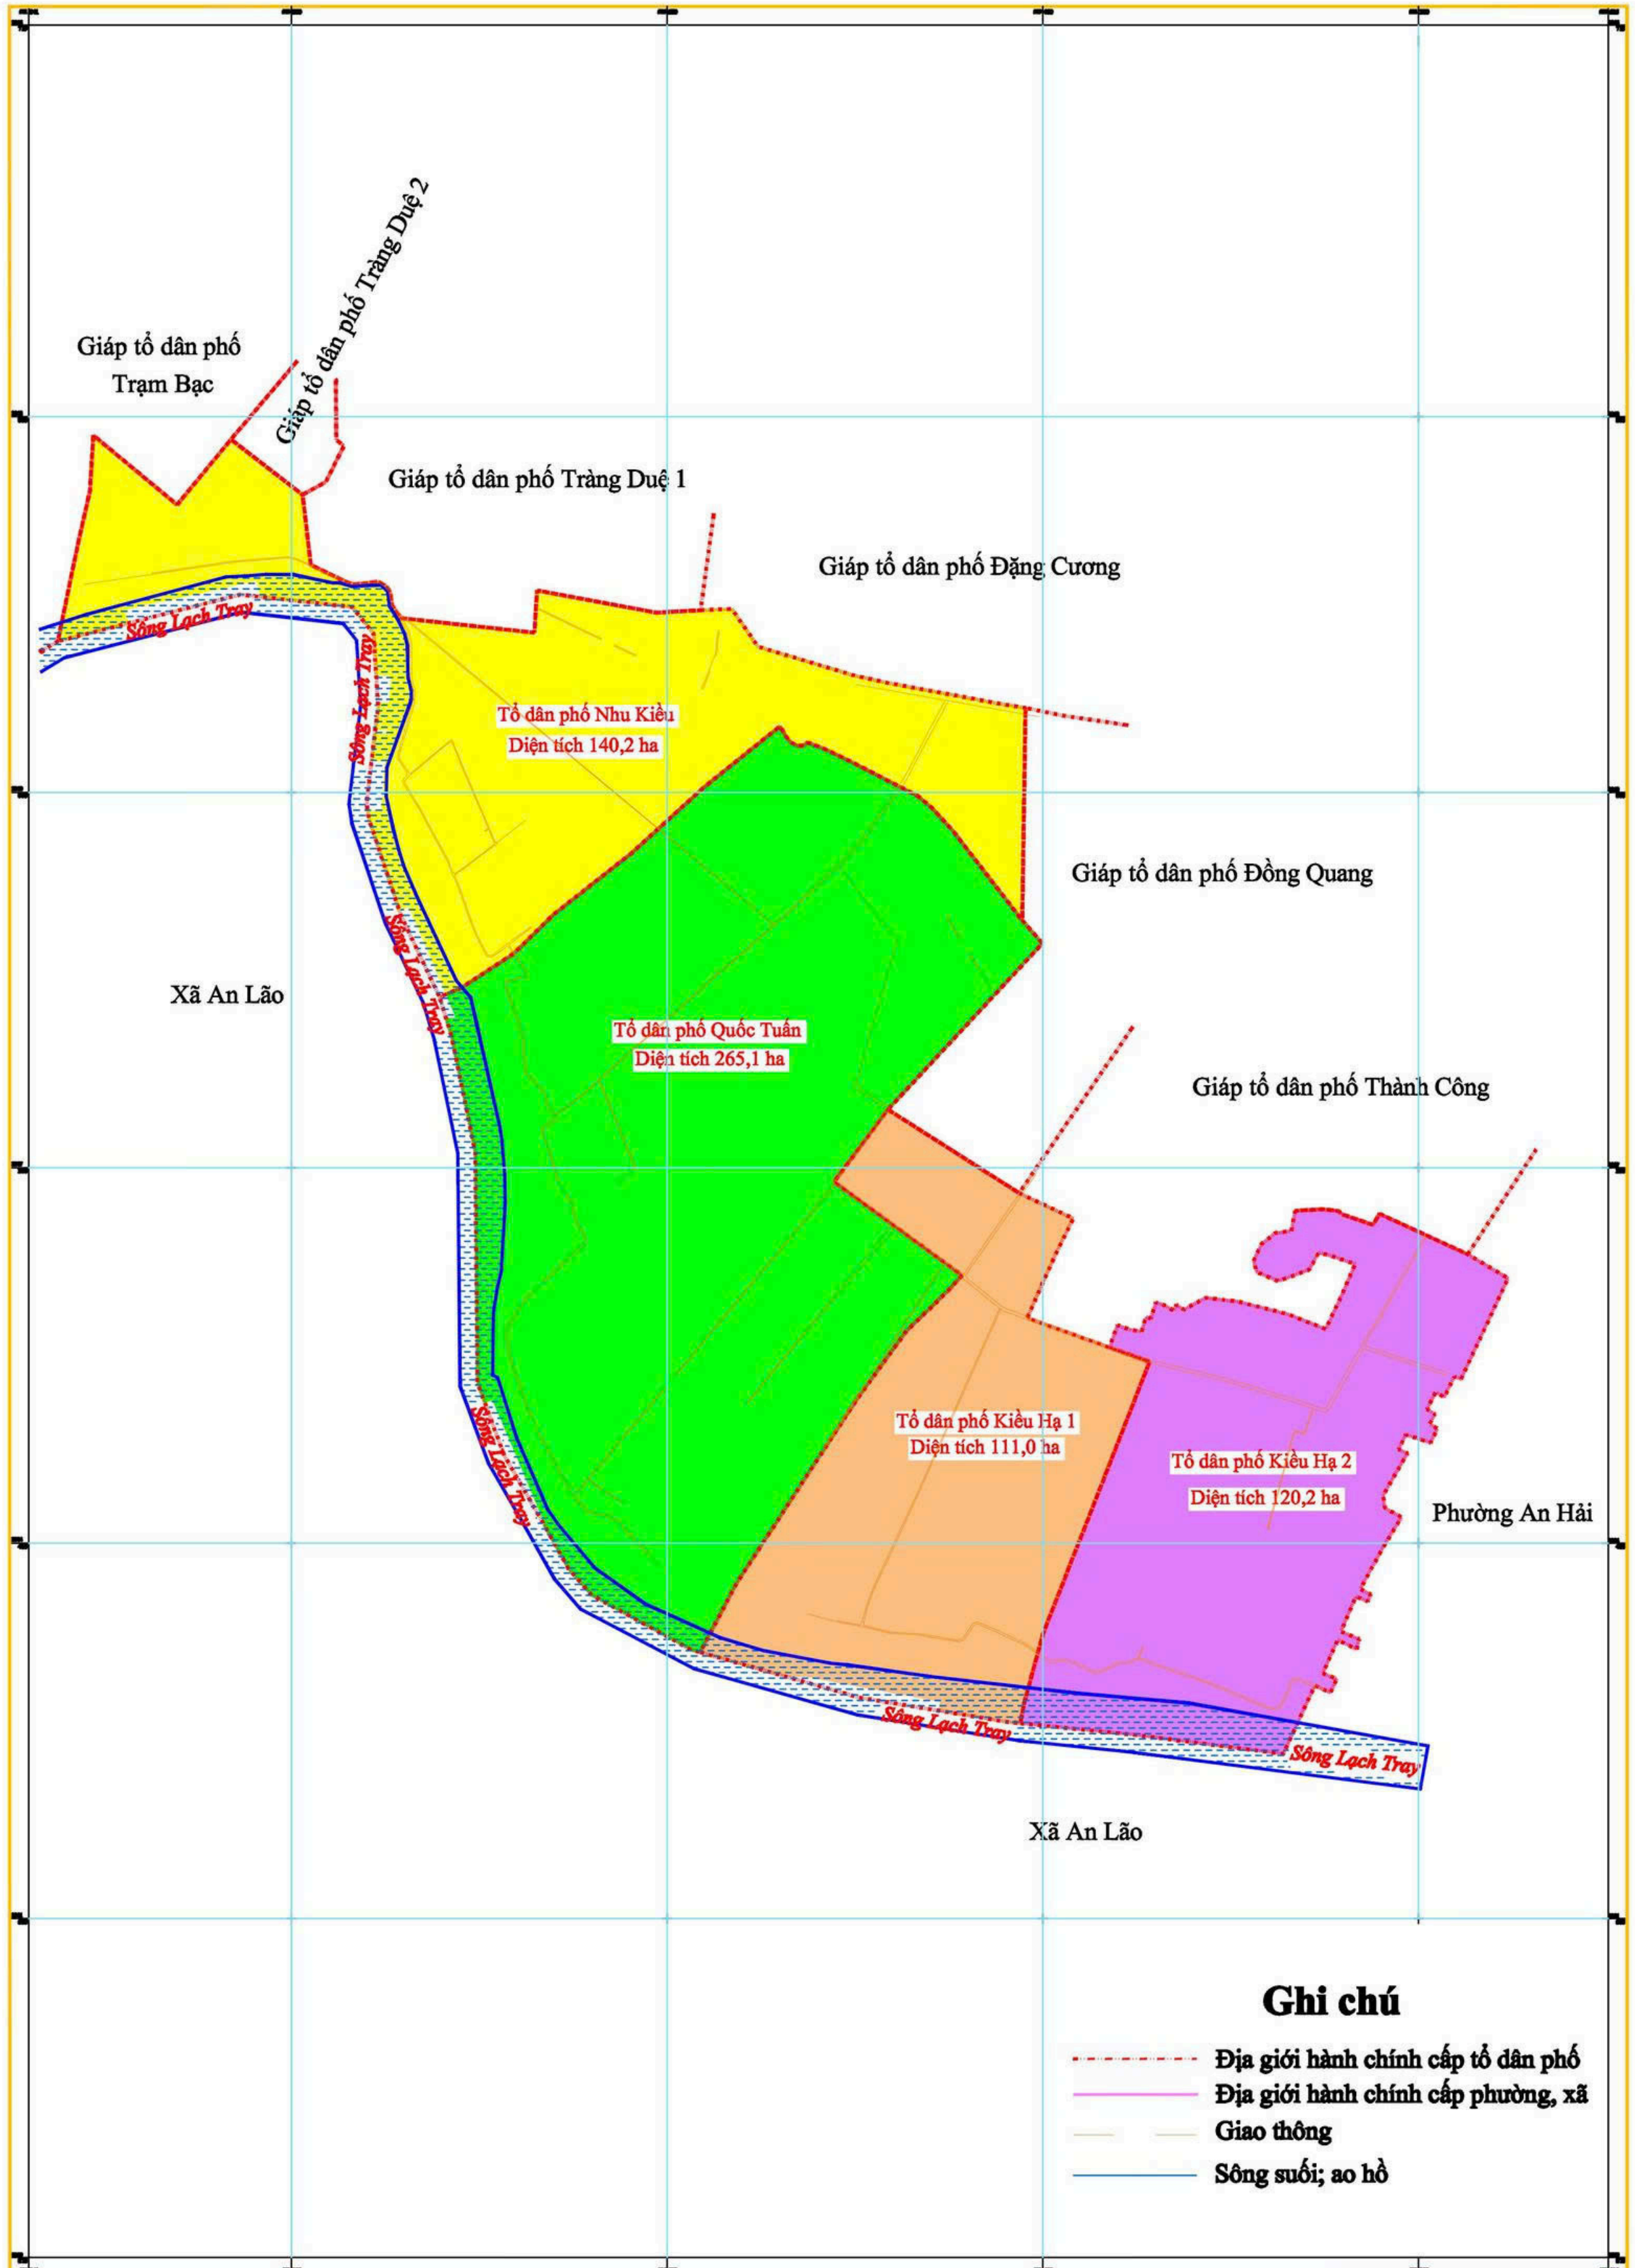 Giáp tổ dân phố Tràng Duệ 2
Giáp tổ dân phố
Trạm Bạc
Giáp tổ dân phố Tràng Duệ 1
Giáp tổ dân phố Đặng Cương
Sông Lạch Tray
Sông Lạch Tray
Tổ dân phố Nhu Kiều
Diện tích 140,2 ha
Giáp tổ dân phố Đồng Quang
Sông Lạch Tray
Xã An Lão
Tổ dân phố Quốc Tuấn
Diện tích 265,1 ha
Giáp tổ dân phố Thành Công
Tổ dân phố Kiều Hạ 1
Diện tích 111,0 ha
Sông Lạch Tray
Tổ dân phố Kiều Hạ 2
Diện tích 120,2 ha
Phường An Hải
Sông Lạch Tray
Sông Lạch Tray
Xã An Lão
Ghi chú
Địa giới hành chính cấp tổ dân phố
Địa giới hành chính cấp phường, xã
Giao thông
Sông suối; ao hồ